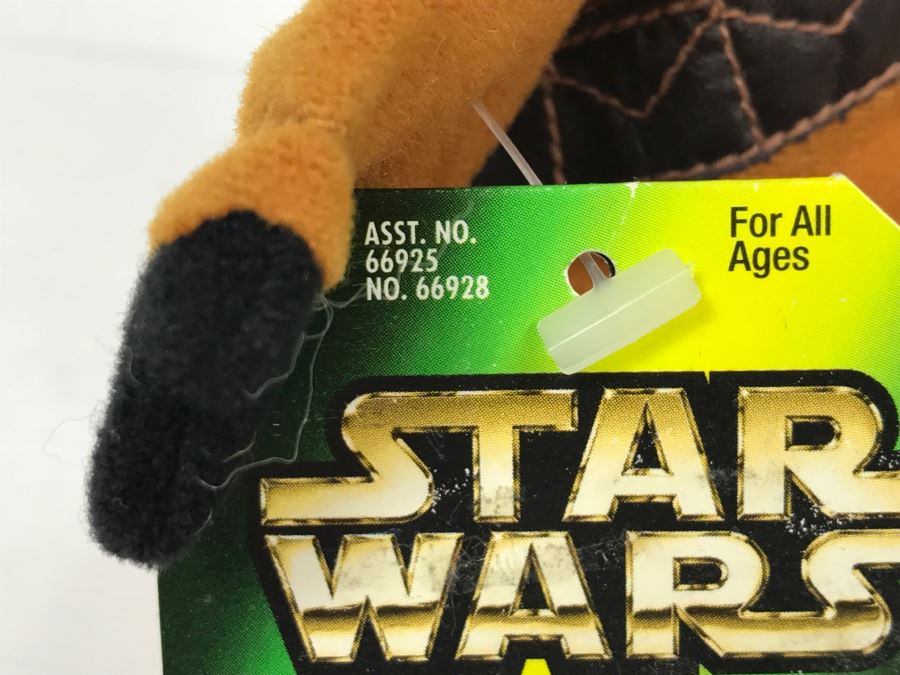 ASST. NO.
66925
NO. 66928
For All
Ages
STAR
WARS